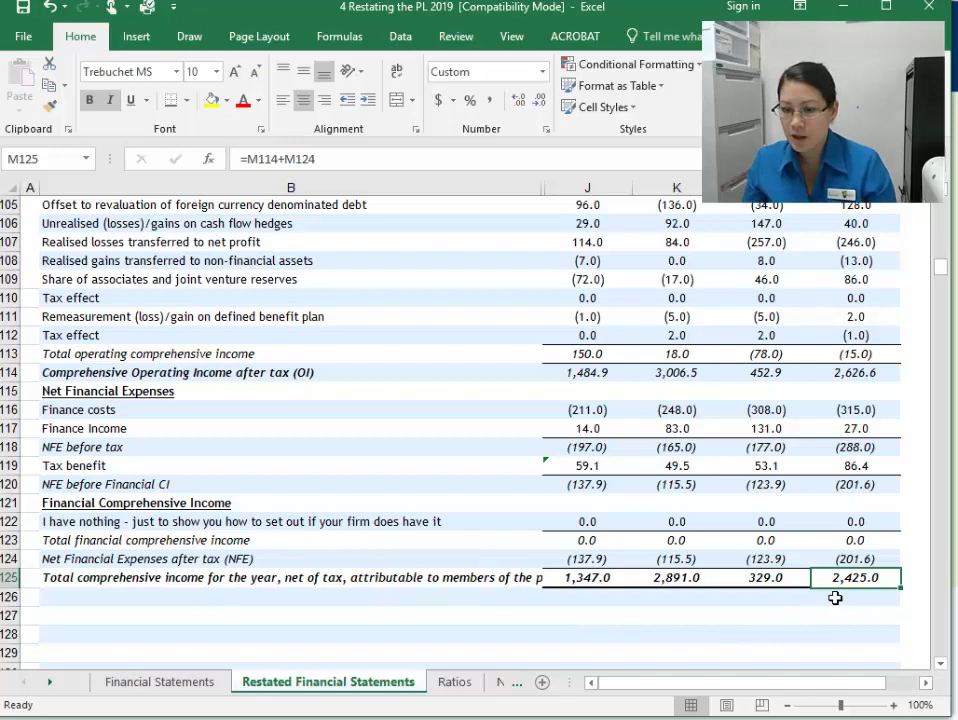 4 Restating the PL 2019 [Compatibility Mode] - Excel
Sign in
File Home Insert Draw Page Layout Formulas Data Review View ACROBAT Tell me wha
Paste
Trebuchet MS 10
Custom
Conditional Formatting
Format as Table
Cell Styles
B I U A $ % ,
Clipboard Font Alignment Number Styles
M125 fx =M114+M124
A B J K
105 Offset to revaluation of foreign currency denominated debt 96.0 (136.0) (34.0) 128.0
106 Unrealised (losses)/gains on cash flow hedges 29.0 92.0 147.0 40.0
107 Realised losses transferred to net profit 114.0 84.0 (257.0) (246.0)
108 Realised gains transferred to non-financial assets (7.0) 0.0 8.0 (13.0)
109 Share of associates and joint venture reserves (72.0) (17.0) 46.0 86.0
110 Tax effect 0.0 0.0 0.0 0.0
111 Remeasurement (loss)/gain on defined benefit plan (1.0) (5.0) (5.0) 2.0
112 Tax effect 0.0 2.0 2.0 (1.0)
113 Total operating comprehensive income 150.0 18.0 (78.0) (15.0)
114 Comprehensive Operating Income after tax (OI) 1,484.9 3,006.5 452.9 2,626.6
115 Net Financial Expenses
116 Finance costs (211.0) (248.0) (308.0) (315.0)
117 Finance Income 14.0 83.0 131.0 27.0
118 NFE before tax (197.0) (165.0) (177.0) (288.0)
119 Tax benefit 59.1 49.5 53.1 86.4
120 NFE before Financial CI (137.9) (115.5) (123.9) (201.6)
121 Financial Comprehensive Income
122 I have nothing - just to show you how to set out if your firm does have it 0.0 0.0 0.0 0.0
123 Total financial comprehensive income 0.0 0.0 0.0 0.0
124 Net Financial Expenses after tax (NFE) (137.9) (115.5) (123.9) (201.6)
125 Total comprehensive income for the year, net of tax, attributable to members of the p 1,347.0 2,891.0 329.0 2,425.0
126
127
128
129
Financial Statements Restated Financial Statements Ratios N ...
Ready 100%